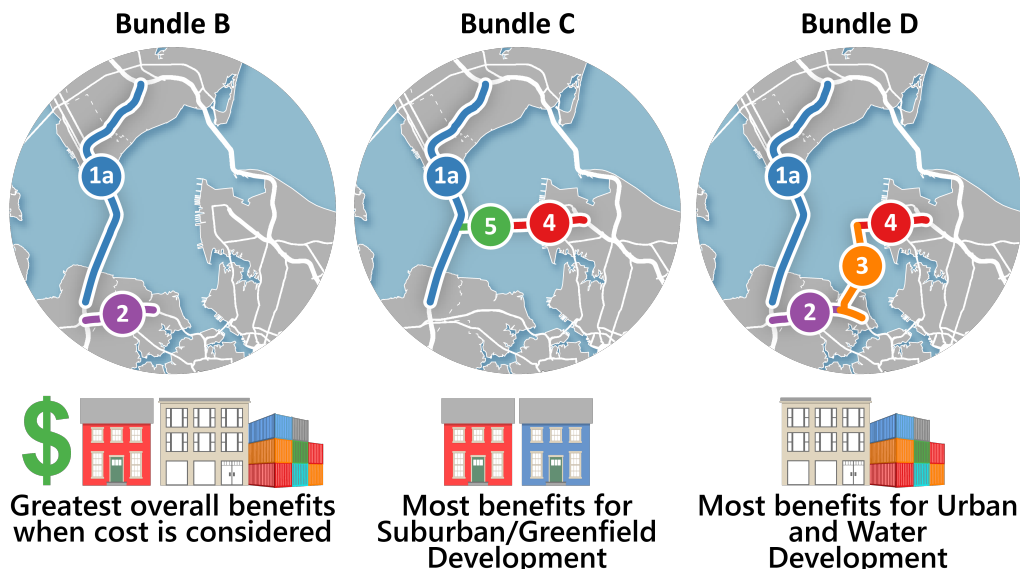 Bundle B
Bundle C
Bundle D
1a
2
1a
5
4
1a
4
3
2
$
Greatest overall benefits
when cost is considered
Most benefits for
Suburban/Greenfield
Development
Most benefits for Urban
and Water
Development